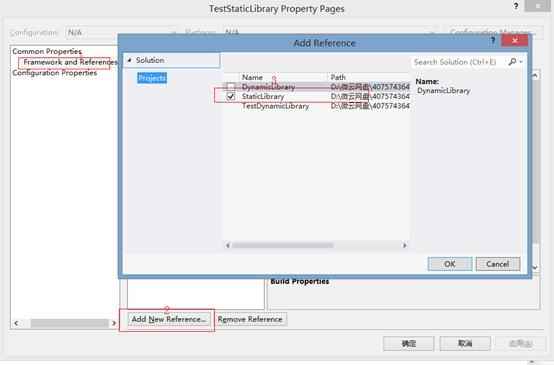 TestStaticLibrary Property Pages
?
Configuration: N/A
Platform: N/A
Configuration Manager...
Common Properties
Framework and References
Configuration Properties
1
Add Reference
?
Solution
Search Solution (Ctrl+E)
Projects
Name
Path
3
DynamicLibrary
D:\微云网盘\407574364
StaticLibrary
D:\微云网盘\407574364
TestDynamicLibrary
D:\微云网盘\407574364
Name:
DynamicLibrary
OK
Cancel
Build Properties
2
Add New Reference...
Remove Reference
确定
取消
应用(A)